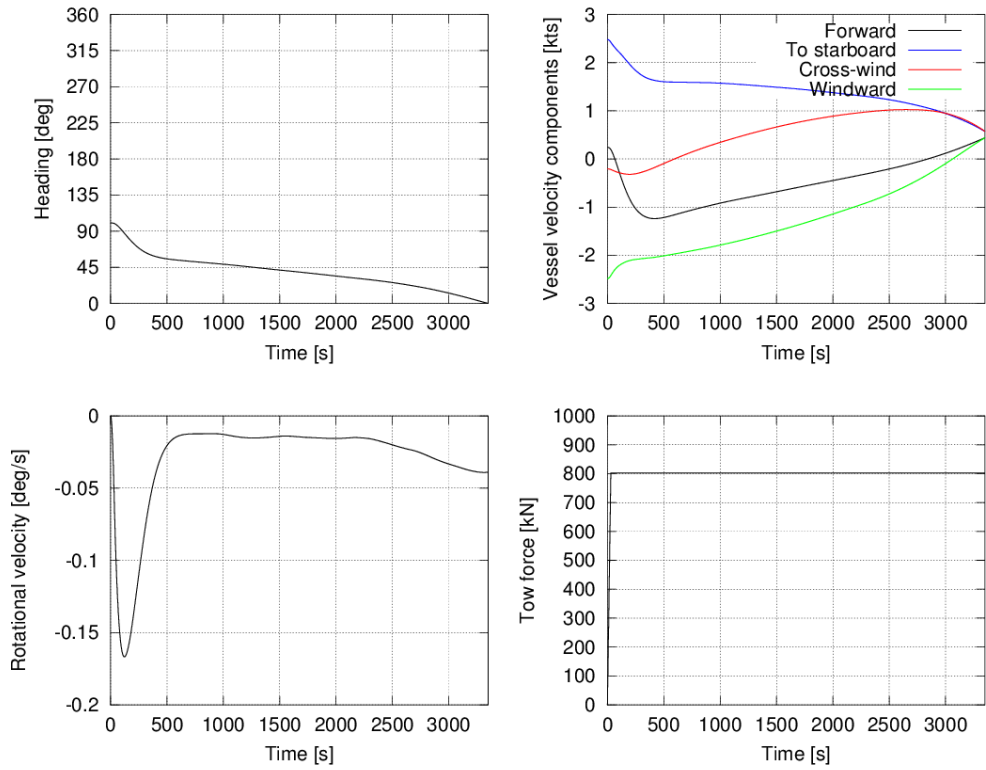 Heading [deg]
360
315
270
225
180
135
90
45
0
0 500 1000 1500 2000 2500 3000
Time [s]
Vessel velocity components [kts]
3
2
1
0
-1
-2
-3
Forward
To starboard
Cross-wind
Windward
0 500 1000 1500 2000 2500 3000
Time [s]
Rotational velocity [deg/s]
0
-0.05
-0.1
-0.15
-0.2
0 500 1000 1500 2000 2500 3000
Time [s]
Tow force [kN]
1000
900
800
700
600
500
400
300
200
100
0
0 500 1000 1500 2000 2500 3000
Time [s]